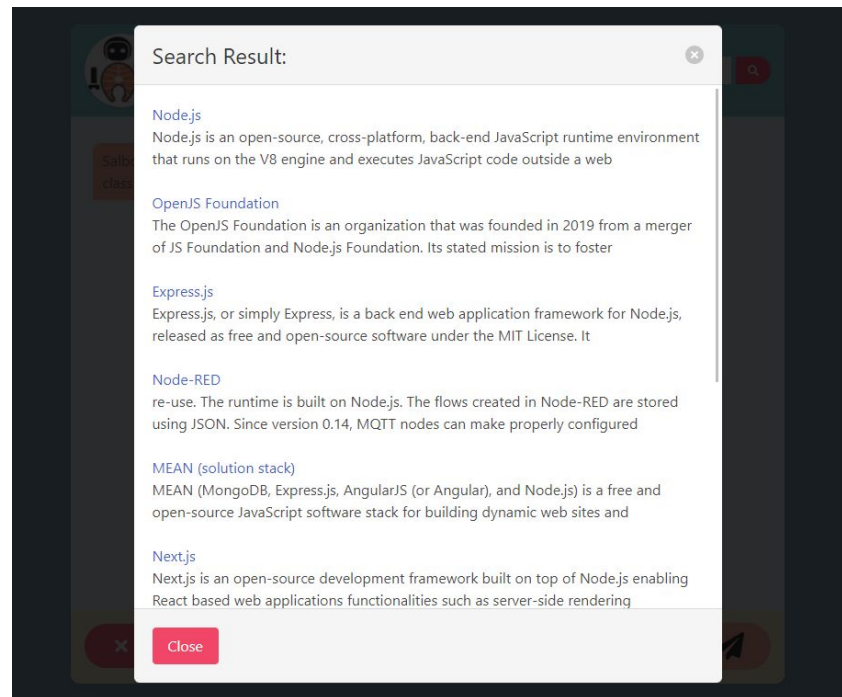 Search Result:
Node.js
Node.js is an open-source, cross-platform, back-end JavaScript runtime environment
that runs on the V8 engine and executes JavaScript code outside a web
OpenJS Foundation
The OpenJS Foundation is an organization that was founded in 2019 from a merger
of JS Foundation and Node.js Foundation. Its stated mission is to foster
Express.js
Express.js, or simply Express, is a back end web application framework for Node.js,
released as free and open-source software under the MIT License. It
Node-RED
re-use. The runtime is built on Node.js. The flows created in Node-RED are stored
using JSON. Since version 0.14, MQTT nodes can make properly configured
MEAN (solution stack)
MEAN (MongoDB, Express.js, AngularJS (or Angular), and Node.js) is a free and
open-source JavaScript software stack for building dynamic web sites and
Next.js
Next.js is an open-source development framework built on top of Node.js enabling
React based web applications functionalities such as server-side rendering
Close